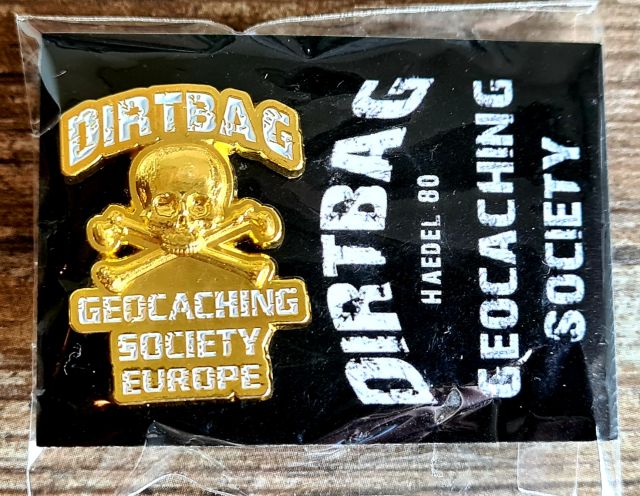 DIRTBAG
GEOCACHING
SOCIETY
EUROPE
DIRTBAG
HAEDEL 80
GEOCACHING
SOCIETY